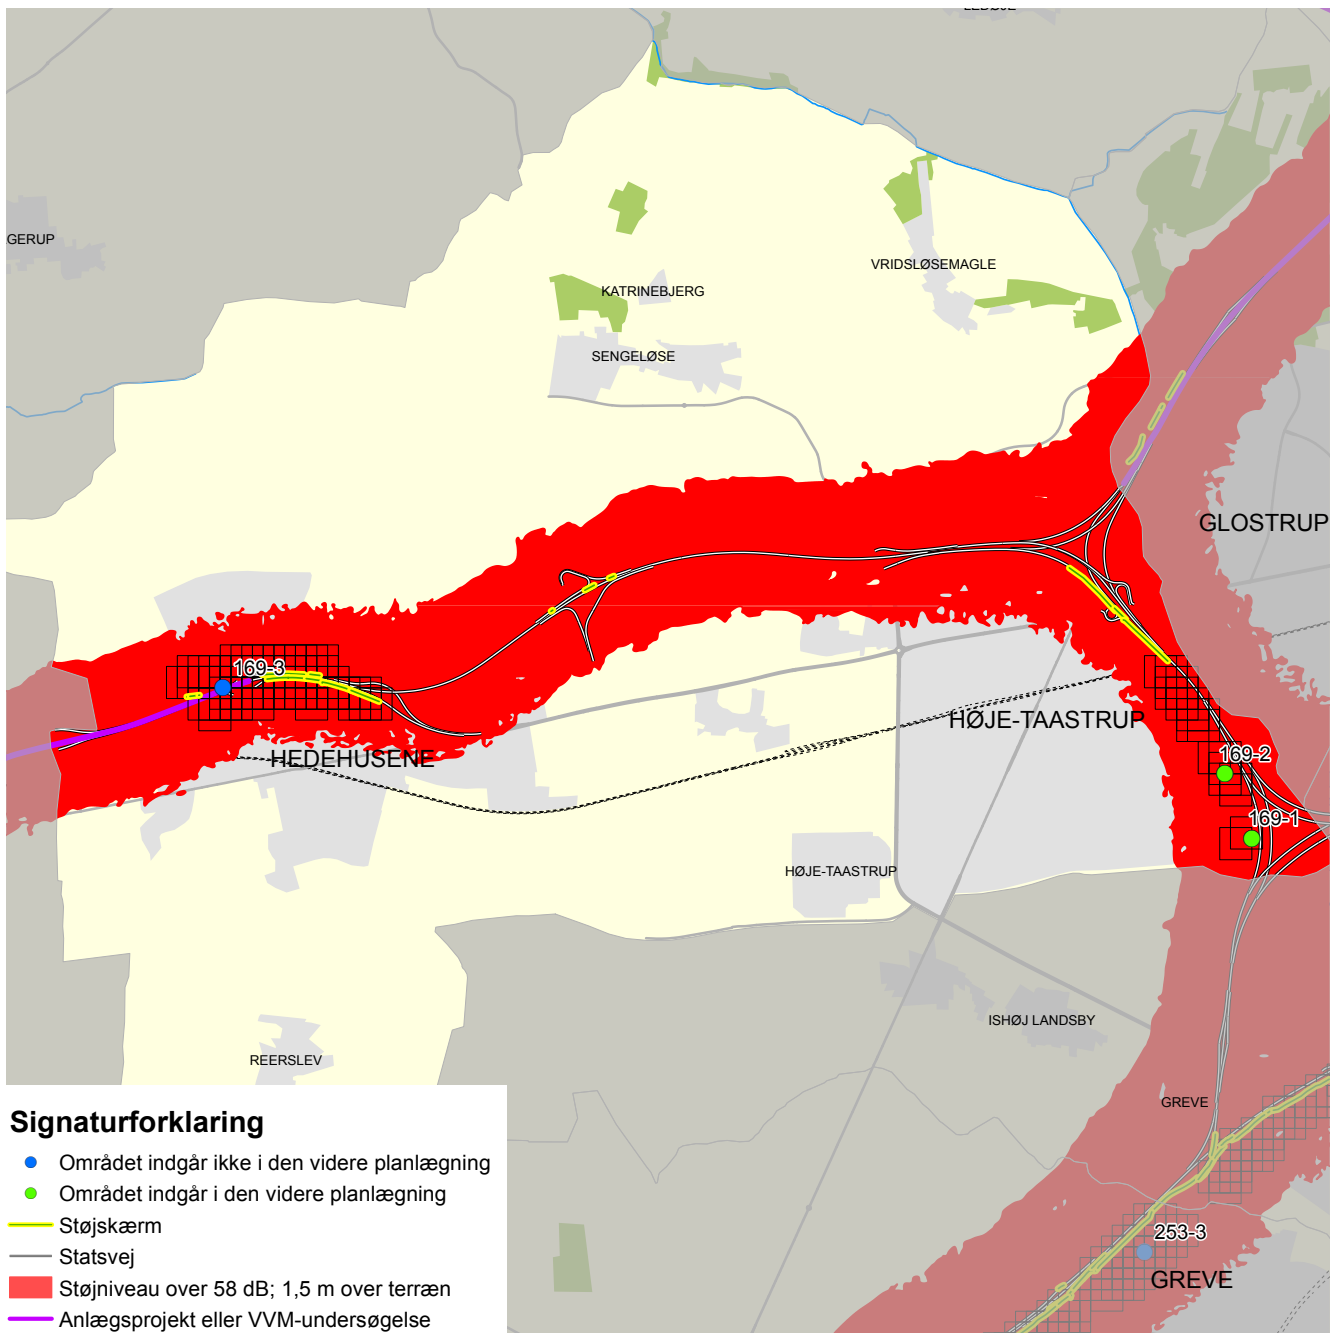 LEDØJE
GERUP
VRIDSLØSEMAGLE
KATRINEBJERG
SENGELØSE
GLOSTRUP
169-3
HØJE-TAASTRUP
169-2
HEDEHUSENE
169-1
HØJE-TAASTRUP
ISHØJ LANDSBY
REERSLEV
GREVE
253-3
GREVE
Signaturforklaring
Området indgår ikke i den videre planlægning
Området indgår i den videre planlægning
Støjskærm
Statsvej
Støjniveau over 58 dB; 1,5 m over terræn
Anlægsprojekt eller VVM-undersøgelse